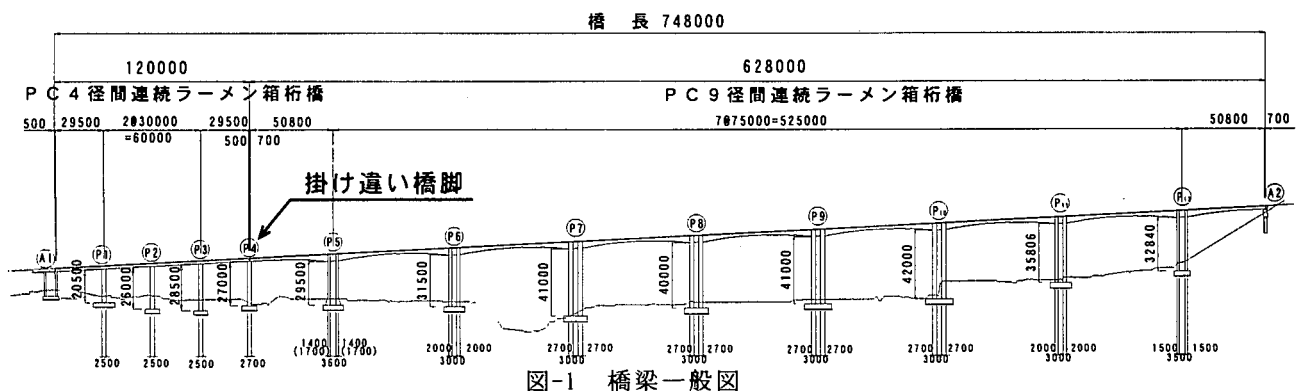 橋 長 748000
120000 628000
PC4径間連続ラーメン箱桁橋 PC9径間連続ラーメン箱桁橋
500 29500 2@30000 29500 50800 7@75000=525000 50800 700
=60000 500 700
掛け違い橋脚
A1 P1 P2 P3 P4 P5 P6 P7 P8 P9 P10 P11 P12 A2
20500 26000 28500 27000 29500 31500 41000 40000 41000 42000 35806 32840
1400 1400 2000 2000 2700 2700 2700 2700 2700 2700 2700 2700 2000 2000 1500 1500
(1700) (1700)
2500 2500 2500 2700 3600 3000 3000 3000 3000 3000 3000 3500
図-1 橋梁一般図